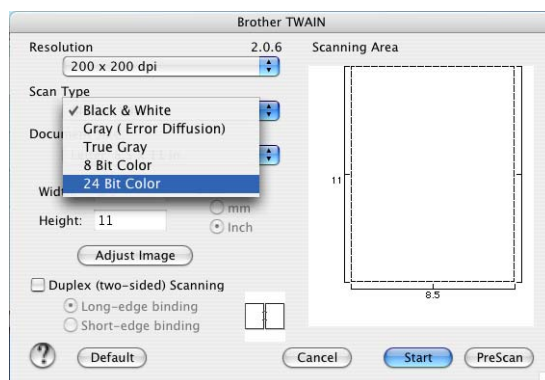 Brother TWAIN
Resolution 2.0.6 Scanning Area
200 x 200 dpi
Scan Type
✓ Black & White
Gray ( Error Diffusion)
True Gray
8 Bit Color
24 Bit Color
mm
Height: 11
Inch
11
8.5
Adjust Image
Duplex (two-sided) Scanning
Long-edge binding
Short-edge binding
? Default Cancel Start PreScan